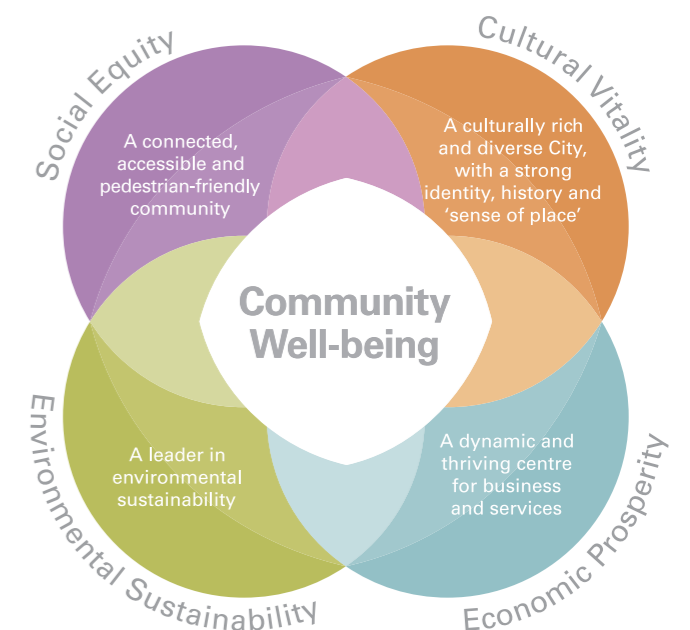 Social Equity
Cultural Vitality
A connected,
accessible and
pedestrian-friendly
community
A culturally rich
and diverse City,
with a strong
identity, history and
‘sense of place’
Community
Well-being
A leader in
environmental
sustainability
A dynamic and
thriving centre
for business
and services
Environmental Sustainability
Economic Prosperity